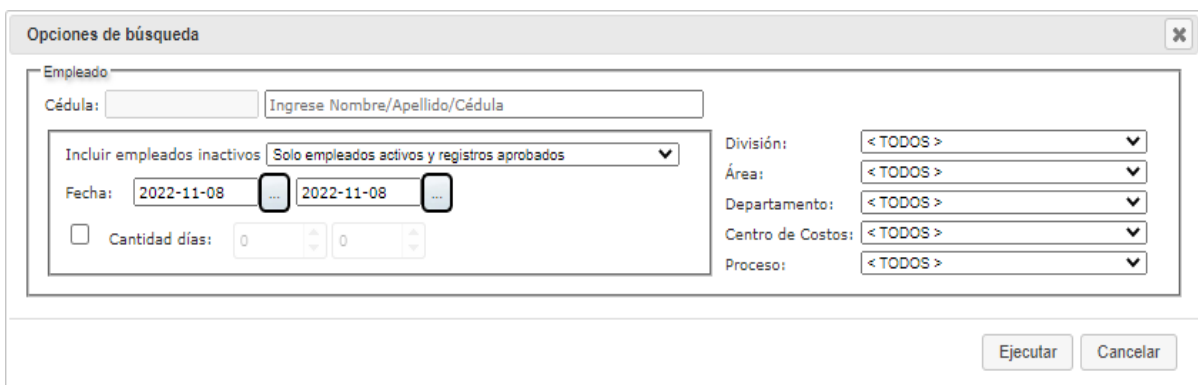 Opciones de búsqueda
Empleado
Cédula: Ingrese Nombre/Apellido/Cédula
Incluir empleados inactivos Solo empleados activos y registros aprobados
Fecha: 2022-11-08 ... 2022-11-08 ...
Cantidad días: 0 0
División: < TODOS >
Área: < TODOS >
Departamento: < TODOS >
Centro de Costos: < TODOS >
Proceso: < TODOS >
Ejecutar Cancelar